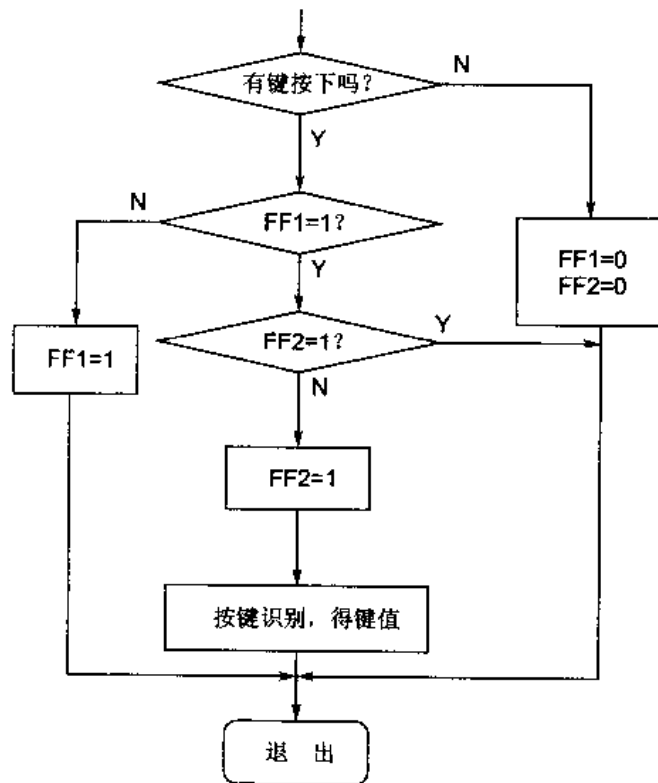 有键按下吗?
N
Y
N
FF1=1?
Y
FF1=0
FF2=0
FF1=1
FF2=1?
Y
N
FF2=1
按键识别，得键值
退 出